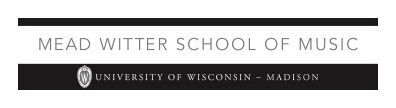 MEAD WITTER SCHOOL OF MUSIC
UNIVERSITY OF WISCONSIN – MADISON